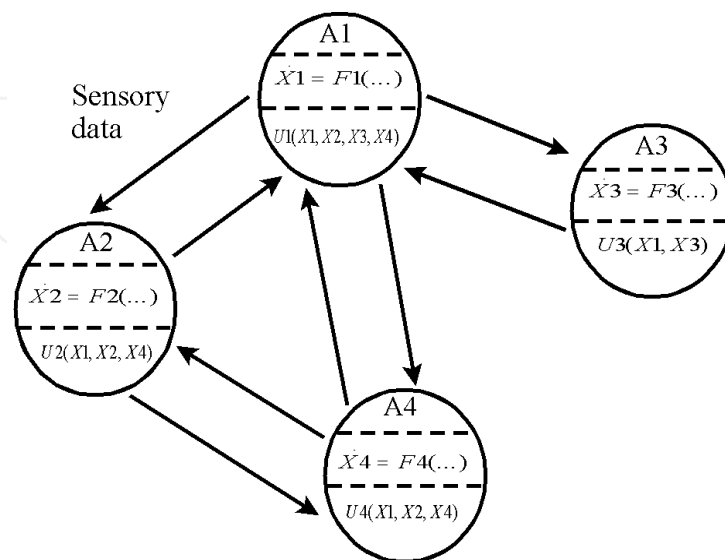 A1
Ẋ1 = F1(...)
U1(X1, X2, X3, X4)
Sensory
data
A3
Ẋ3 = F3(...)
U3(X1, X3)
A2
Ẋ2 = F2(...)
U2(X1, X2, X4)
A4
Ẋ4 = F4(...)
U4(X1, X2, X4)